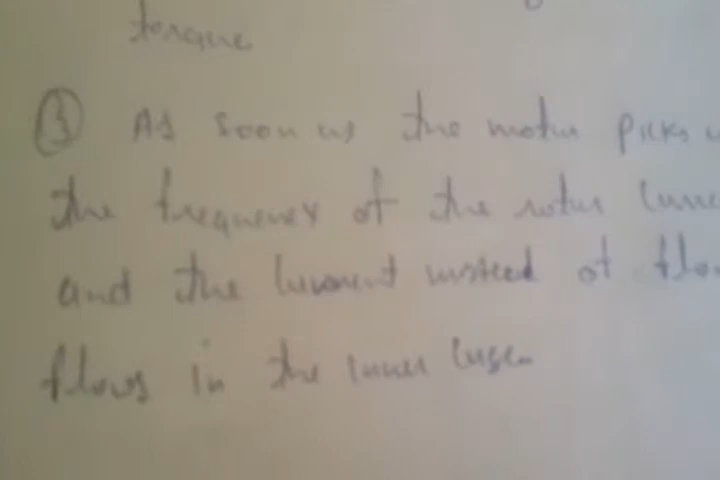 torque
③ As soon as the motor picks
the frequency of the rotor
and the current instead of
flows in the inner cage.